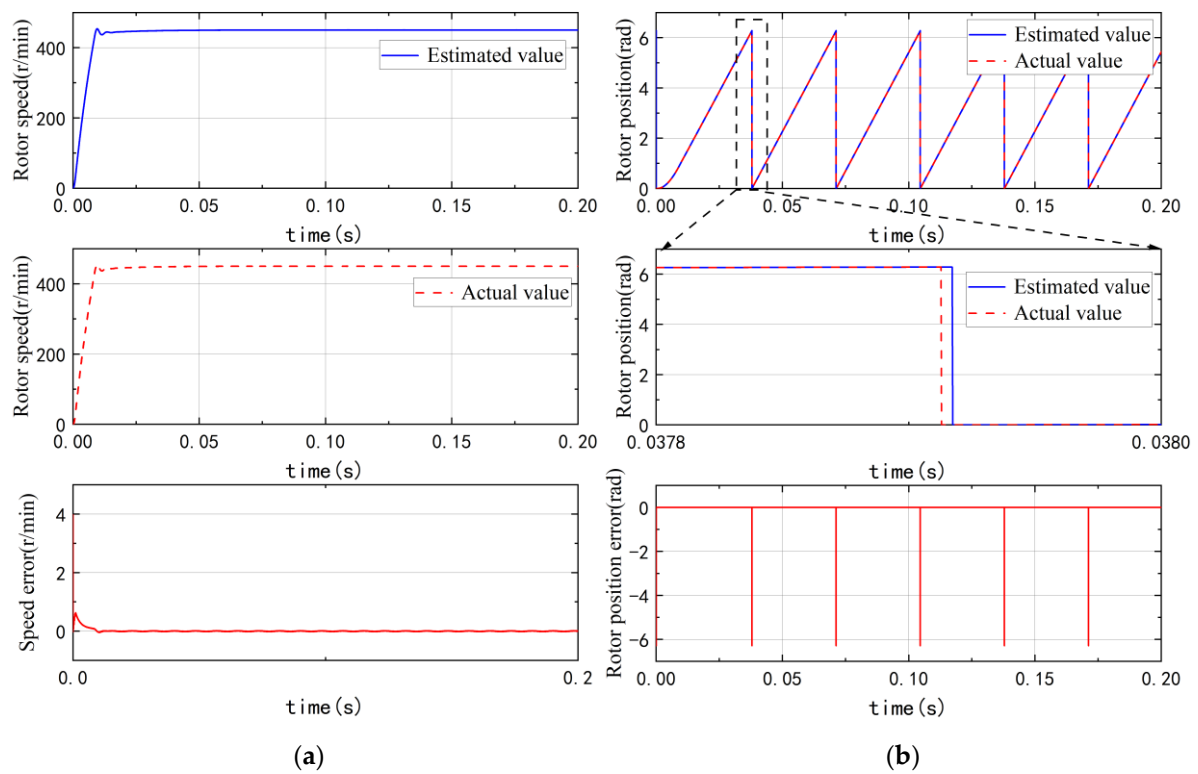 Rotor speed(r/min)
400
200
0
Estimated value
0.00
0.05
0.10
0.15
0.20
time(s)
Rotor speed(r/min)
400
200
0
Actual value
0.00
0.05
0.10
0.15
0.20
time(s)
Speed error(r/min)
4
2
0
0.0
0.2
time(s)
(a)
Rotor position(rad)
6
4
2
0
Estimated value
Actual value
0.00
0.05
0.10
0.15
0.20
time(s)
Rotor position(rad)
6
4
2
0
Estimated value
Actual value
0.0378
0.0380
time(s)
Rotor position error(rad)
0
-2
-4
-6
0.00
0.05
0.10
0.15
0.20
time(s)
(b)